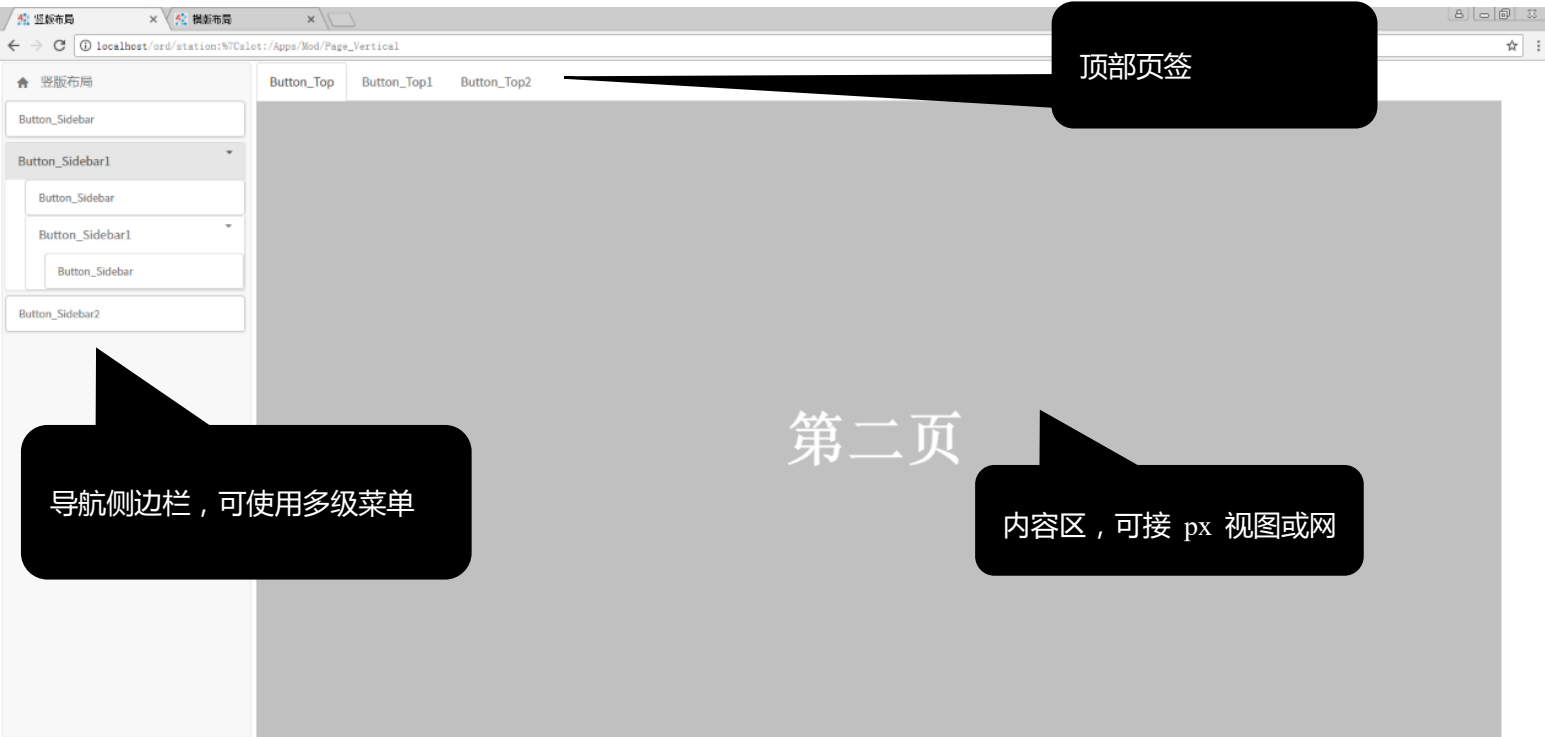 竖版布局
横版布局
localhost/ord/station:%7Cslot:/Apps/Mod/Page_Vertical
顶部页签
竖版布局
Button_Top
Button_Top1
Button_Top2
Button_Sidebar
Button_Sidebar1
Button_Sidebar
Button_Sidebar1
Button_Sidebar
Button_Sidebar2
第二页
导航侧边栏，可使用多级菜单
内容区，可接 px 视图或网